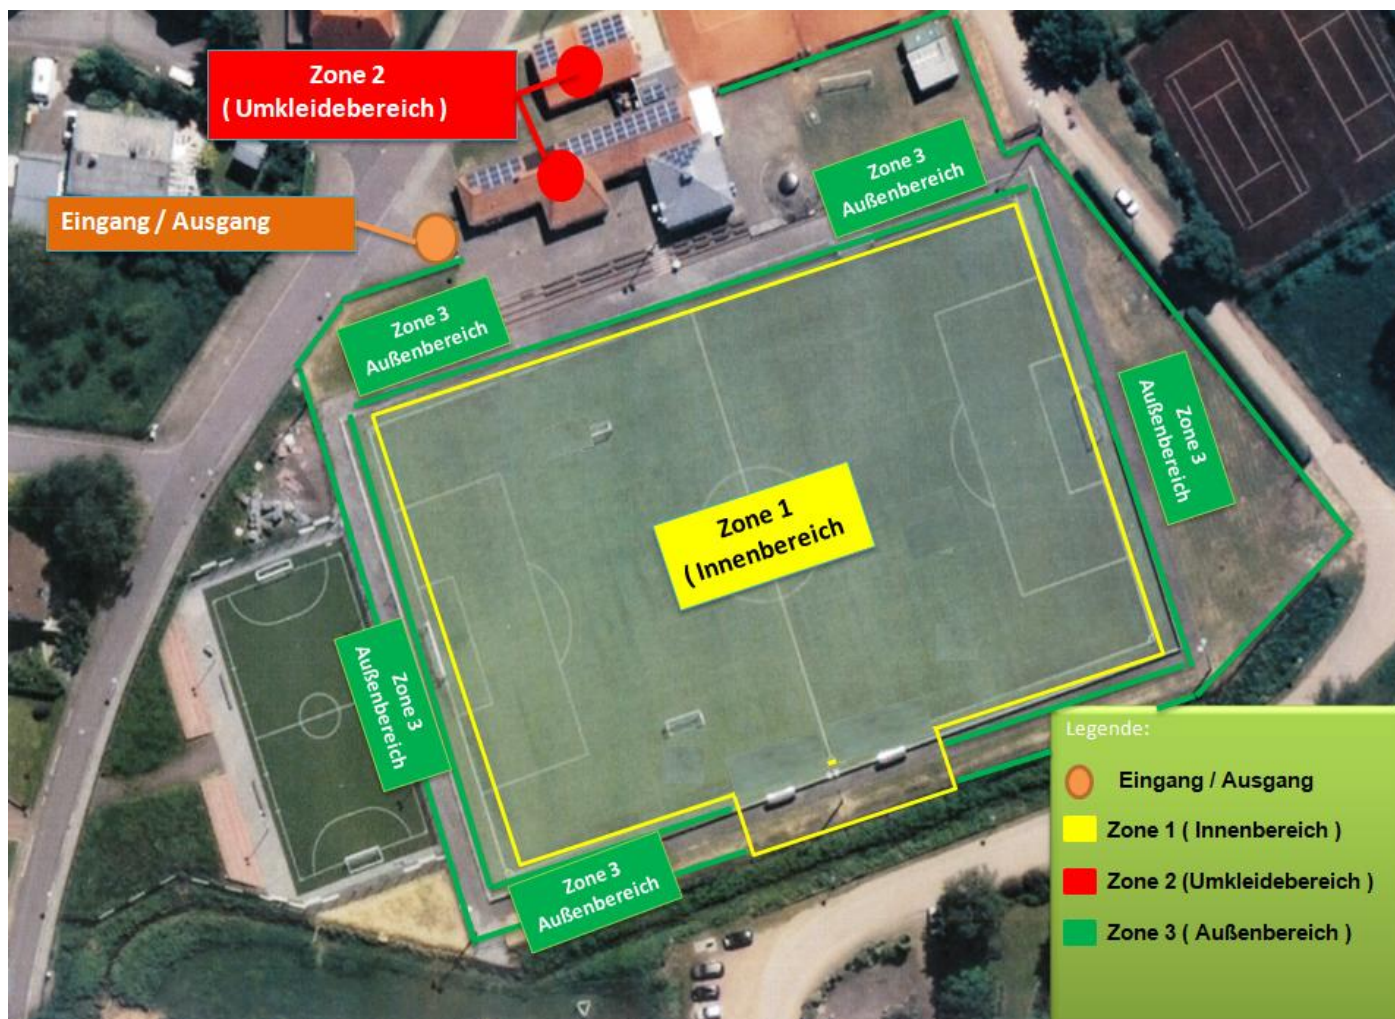 Zone 2
( Umkleidebereich )
Eingang / Ausgang
Zone 3
Außenbereich
Zone 3
Außenbereich
Zone 3
Außenbereich
Zone 1
( Innenbereich
Zone 3
Außenbereich
Zone 3
Außenbereich
Legende:
Eingang / Ausgang
Zone 1 ( Innenbereich )
Zone 2 (Umkleidebereich )
Zone 3 ( Außenbereich )